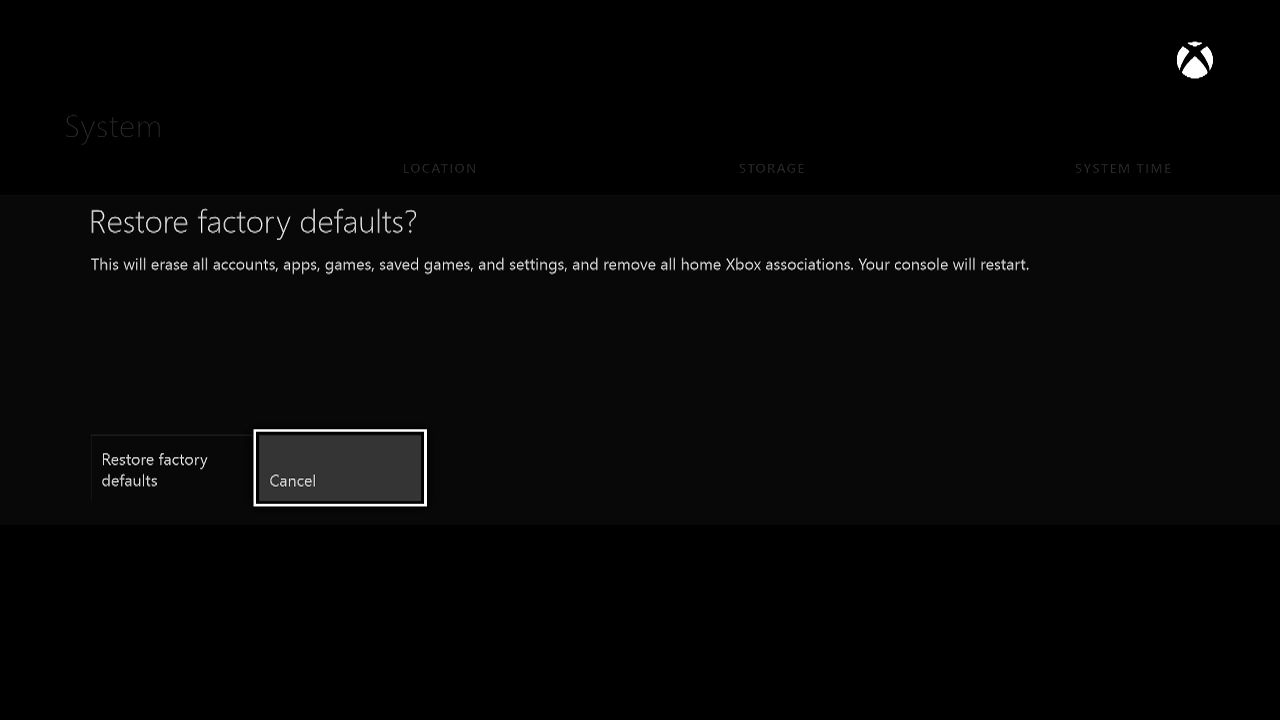 System
LOCATION STORAGE SYSTEM TIME
Restore factory defaults?
This will erase all accounts, apps, games, saved games, and settings, and remove all home Xbox associations. Your console will restart.
Restore factory
defaults
Cancel